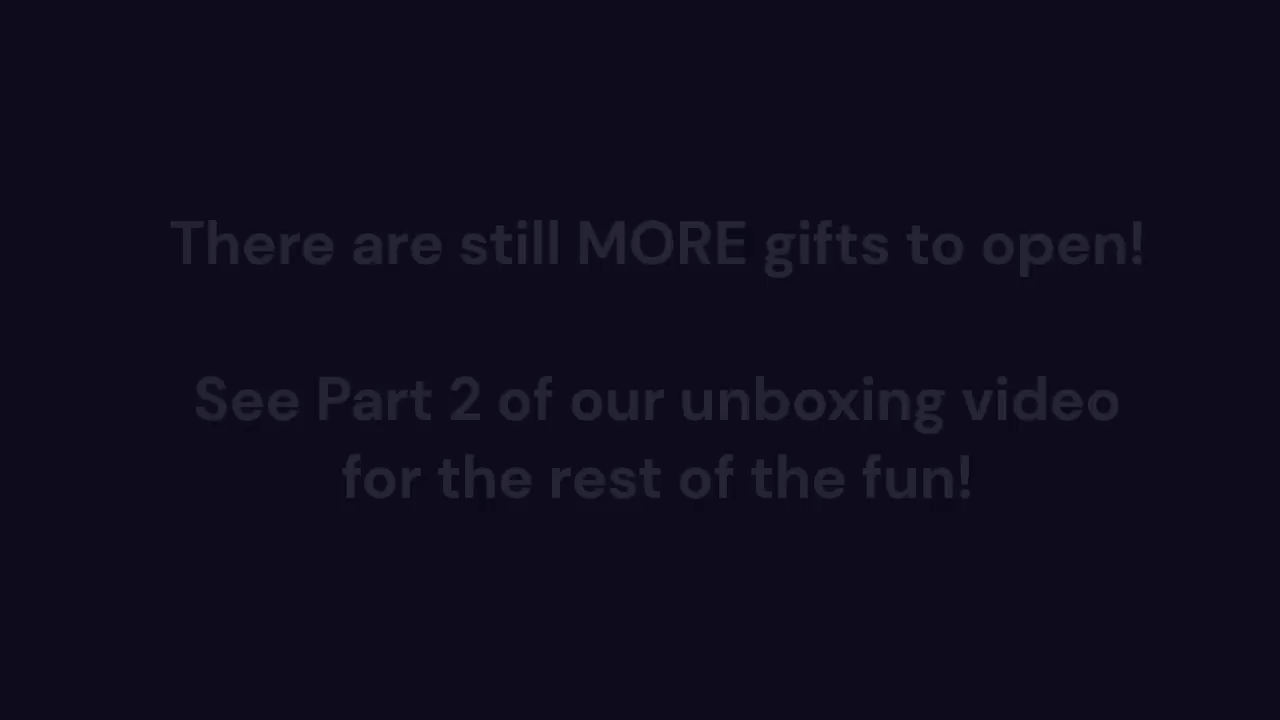 There are still MORE gifts to open!
See Part 2 of our unboxing video
for the rest of the fun!